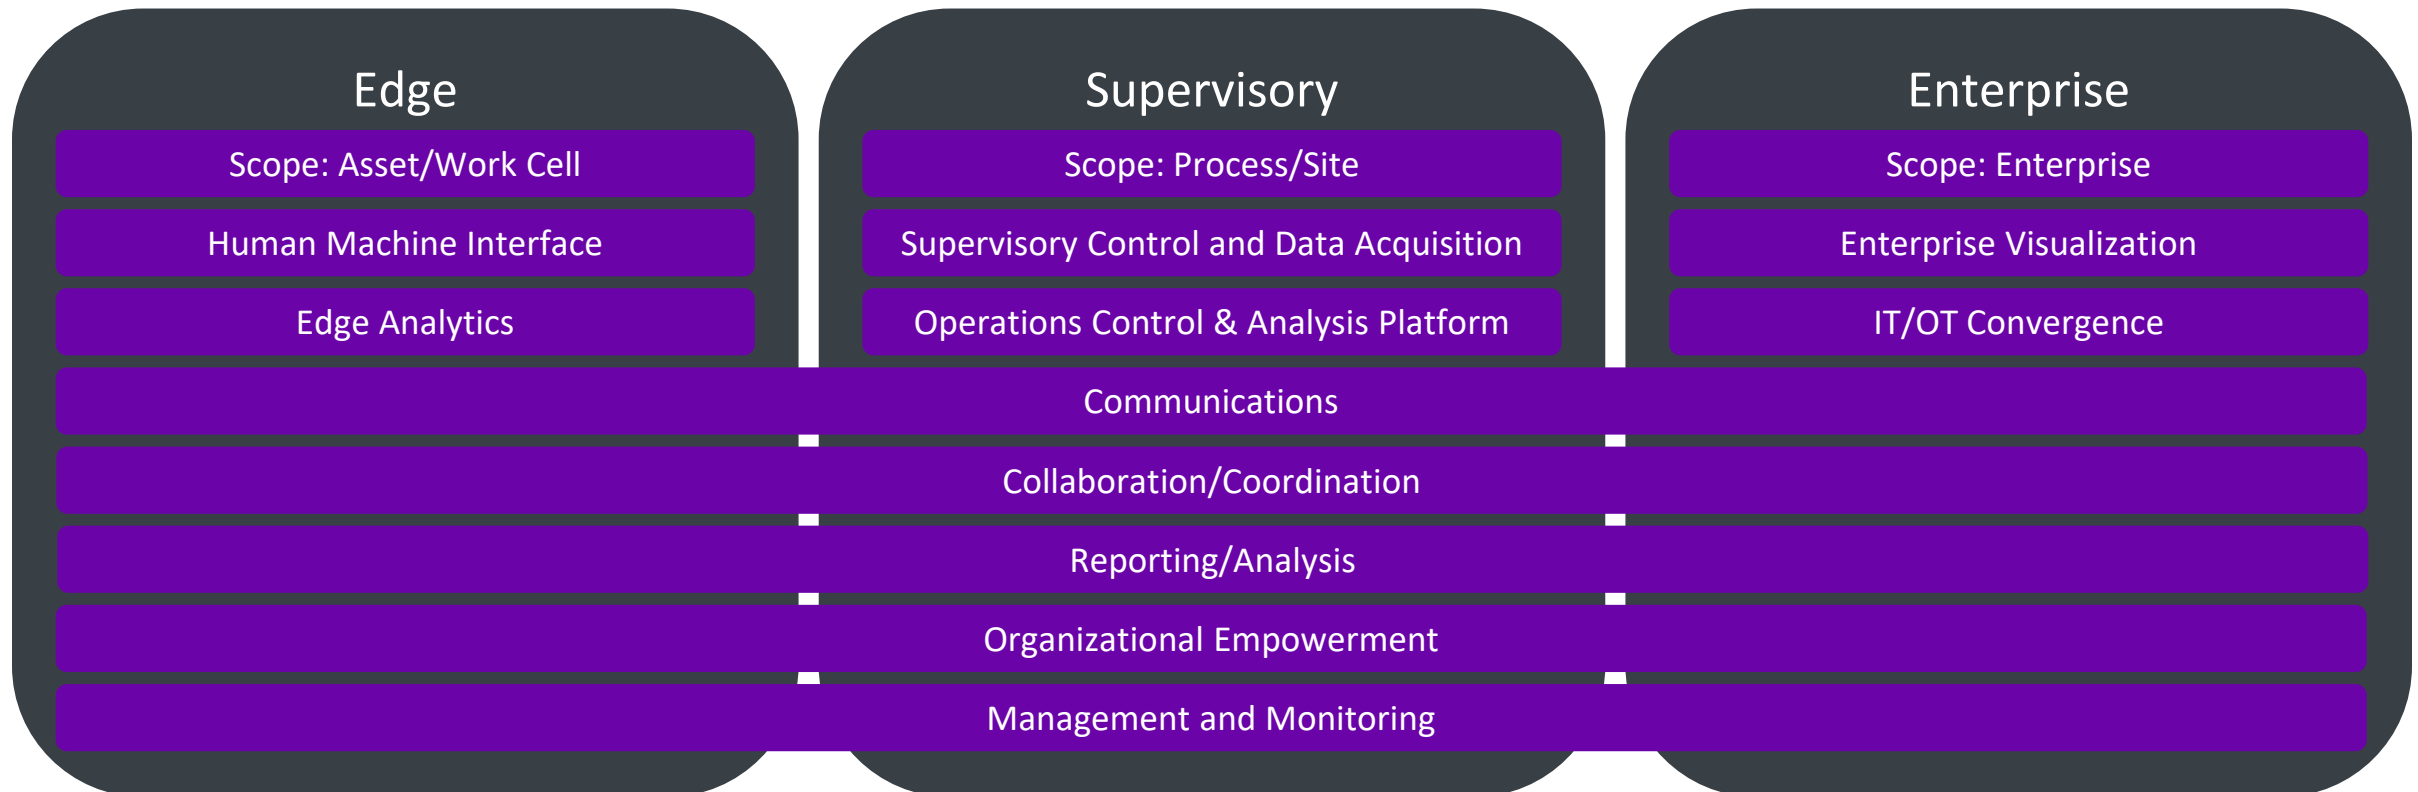 Edge
Scope: Asset/Work Cell
Human Machine Interface
Edge Analytics
Supervisory
Scope: Process/Site
Supervisory Control and Data Acquisition
Operations Control & Analysis Platform
Enterprise
Scope: Enterprise
Enterprise Visualization
IT/OT Convergence
Communications
Collaboration/Coordination
Reporting/Analysis
Organizational Empowerment
Management and Monitoring